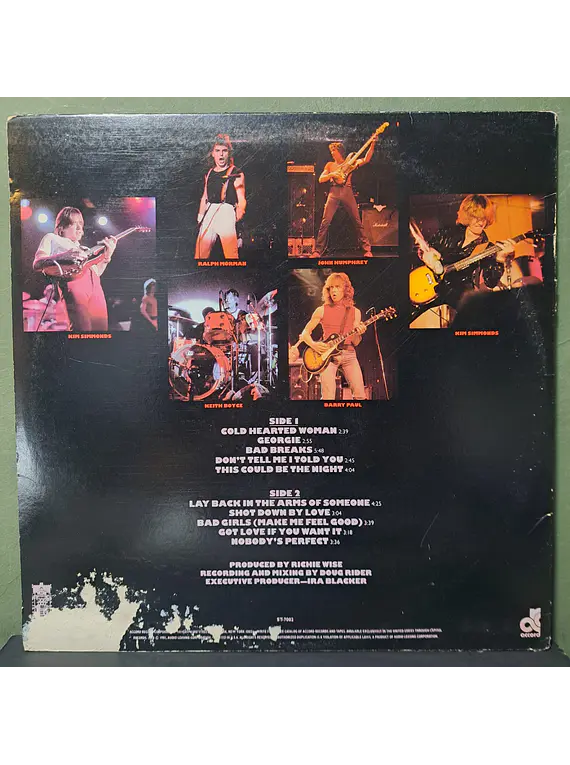 RALPH MORMAN
JOHN HUMPHREY
KIM SIMMONDS
KIM SIMMONDS
KEITH BOYCE
BARRY PAUL
SIDE 1
COLD HEARTED WOMAN 2:39
GEORGIE 2:55
BAD BREAKS 5:48
DON'T TELL ME I TOLD YOU 2:45
THIS COULD BE THE NIGHT 4:04
SIDE 2
LAY BACK IN THE ARMS OF SOMEONE 4:25
SHOT DOWN BY LOVE 3:04
BAD GIRLS (MAKE ME FEEL GOOD) 3:39
GOT LOVE IF YOU WANT IT 3:18
NOBODY'S PERFECT 3:36
PRODUCED BY RICHIE WISE
RECORDING AND MIXING BY DOUG RIDER
EXECUTIVE PRODUCER—IRA BLACKER
accord